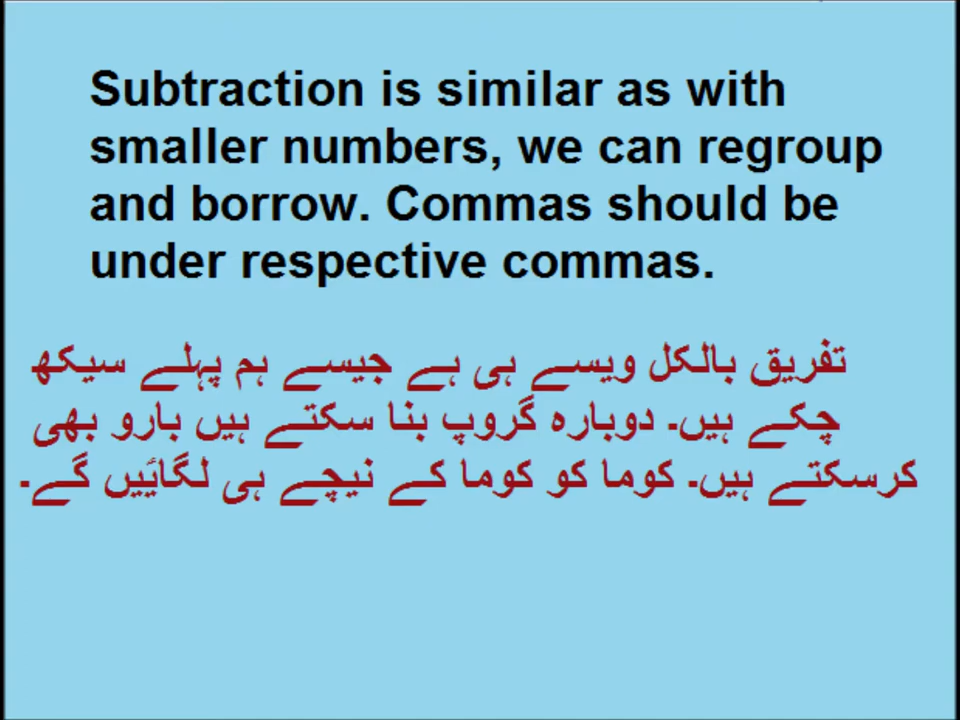 Subtraction is similar as with
smaller numbers, we can regroup
and borrow. Commas should be
under respective commas.
تفریق بالکل ویسے ہی ہے جیسے ہم پہلے سیکھ
چکے ہیں۔ دوبارہ گروپ بنا سکتے ہیں بارو بھی
کرسکتے ہیں۔ کوما کو کوما کے نیچے ہی لگائیں گے۔